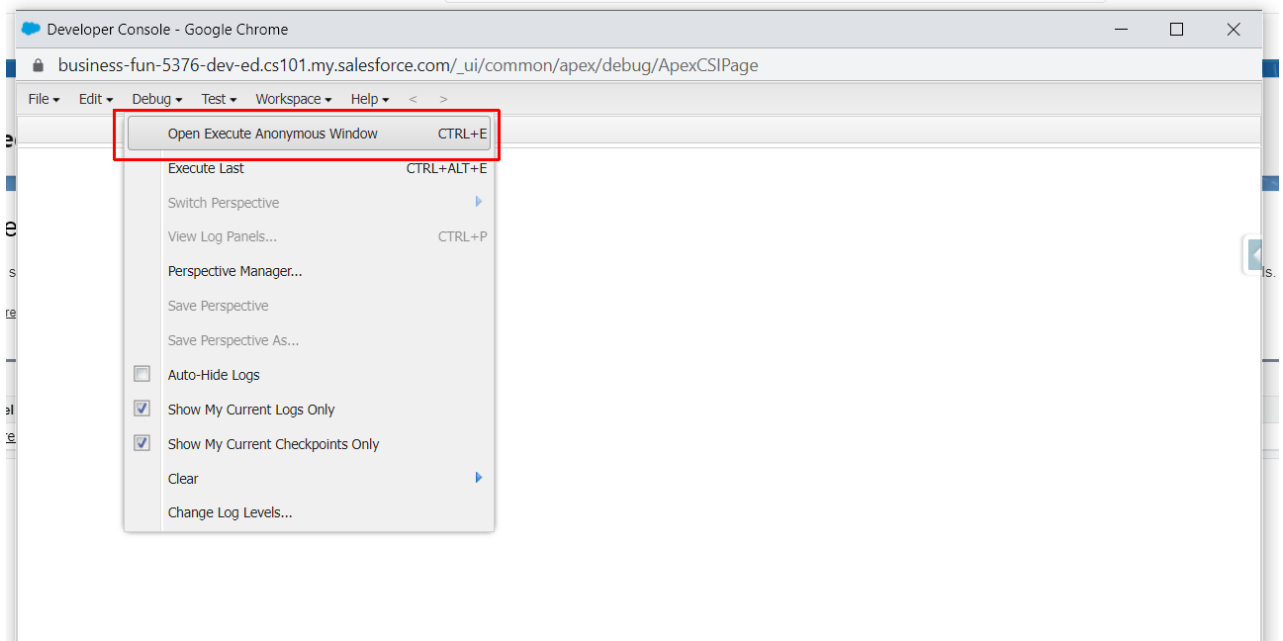 Developer Console - Google Chrome
business-fun-5376-dev-ed.cs101.my.salesforce.com/_ui/common/apex/debug/ApexCSIPage
File Edit Debug Test Workspace Help < >
Open Execute Anonymous Window CTRL+E
Execute Last CTRL+ALT+E
Switch Perspective
View Log Panels... CTRL+P
Perspective Manager...
Save Perspective
Save Perspective As...
Auto-Hide Logs
Show My Current Logs Only
Show My Current Checkpoints Only
Clear
Change Log Levels...